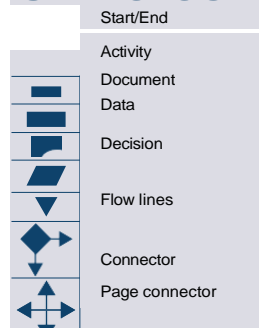 Start/End
Activity
Document
Data
Decision
Flow lines
Connector
Page connector